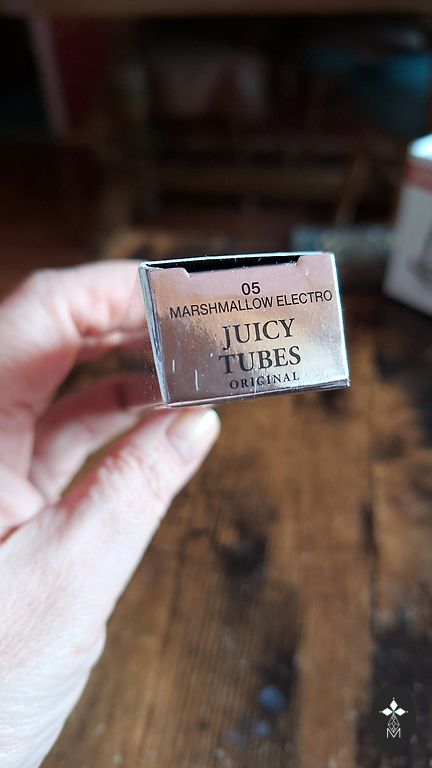 05
MARSHMALLOW ELECTRO
JUICY
TUBES
ORIGINAL
M